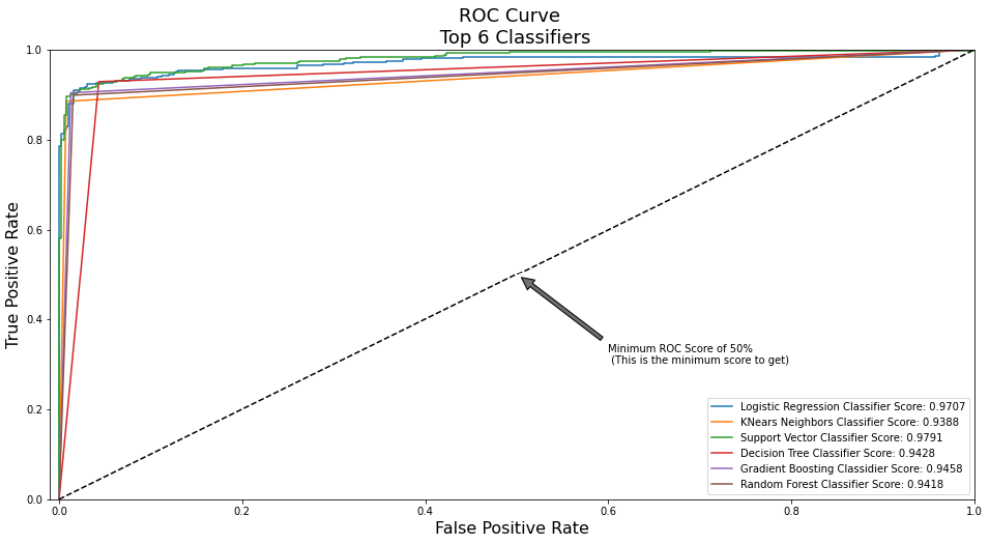 ROC Curve
Top 6 Classifiers
True Positive Rate
1.0
0.8
0.6
0.4
0.2
0.0
Minimum ROC Score of 50%
(This is the minimum score to get)
Logistic Regression Classifier Score: 0.9707
KNears Neighbors Classifier Score: 0.9388
Support Vector Classifier Score: 0.9791
Decision Tree Classifier Score: 0.9428
Gradient Boosting Classidier Score: 0.9458
Random Forest Classifier Score: 0.9418
0.0 0.2 0.4 0.6 0.8 1.0
False Positive Rate